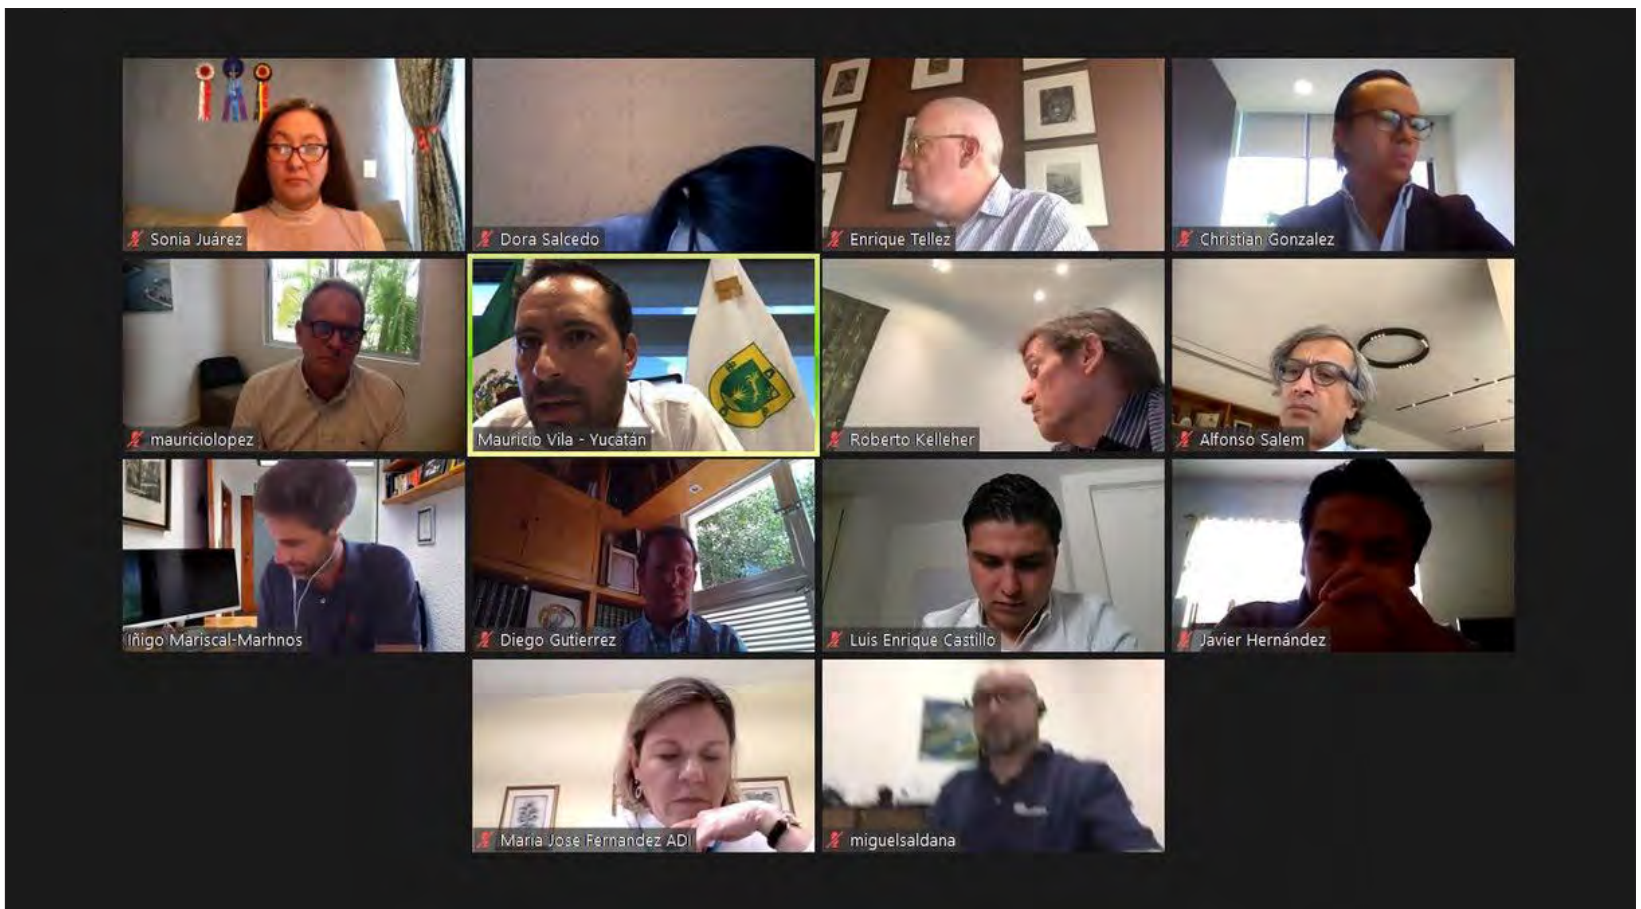 Sonia Juárez
Dora Salcedo
Enrique Tellez
Christian Gonzalez
mauriciolopez
Mauricio Vila - Yucatán
Roberto Kelleher
Alfonso Salem
Iñigo Mariscal-Marhnos
Diego Gutierrez
Luis Enrique Castillo
Javier Hernández
Maria Jose Fernandez ADI
miguelsaldana